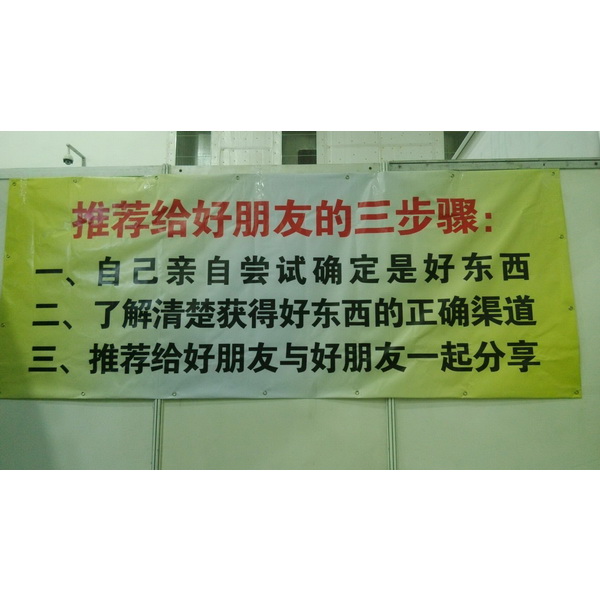 推荐给好朋友的三步骤:
一、自己亲自尝试确定是好东西
二、了解清楚获得好东西的正确渠道
三、推荐给好朋友与好朋友一起分享